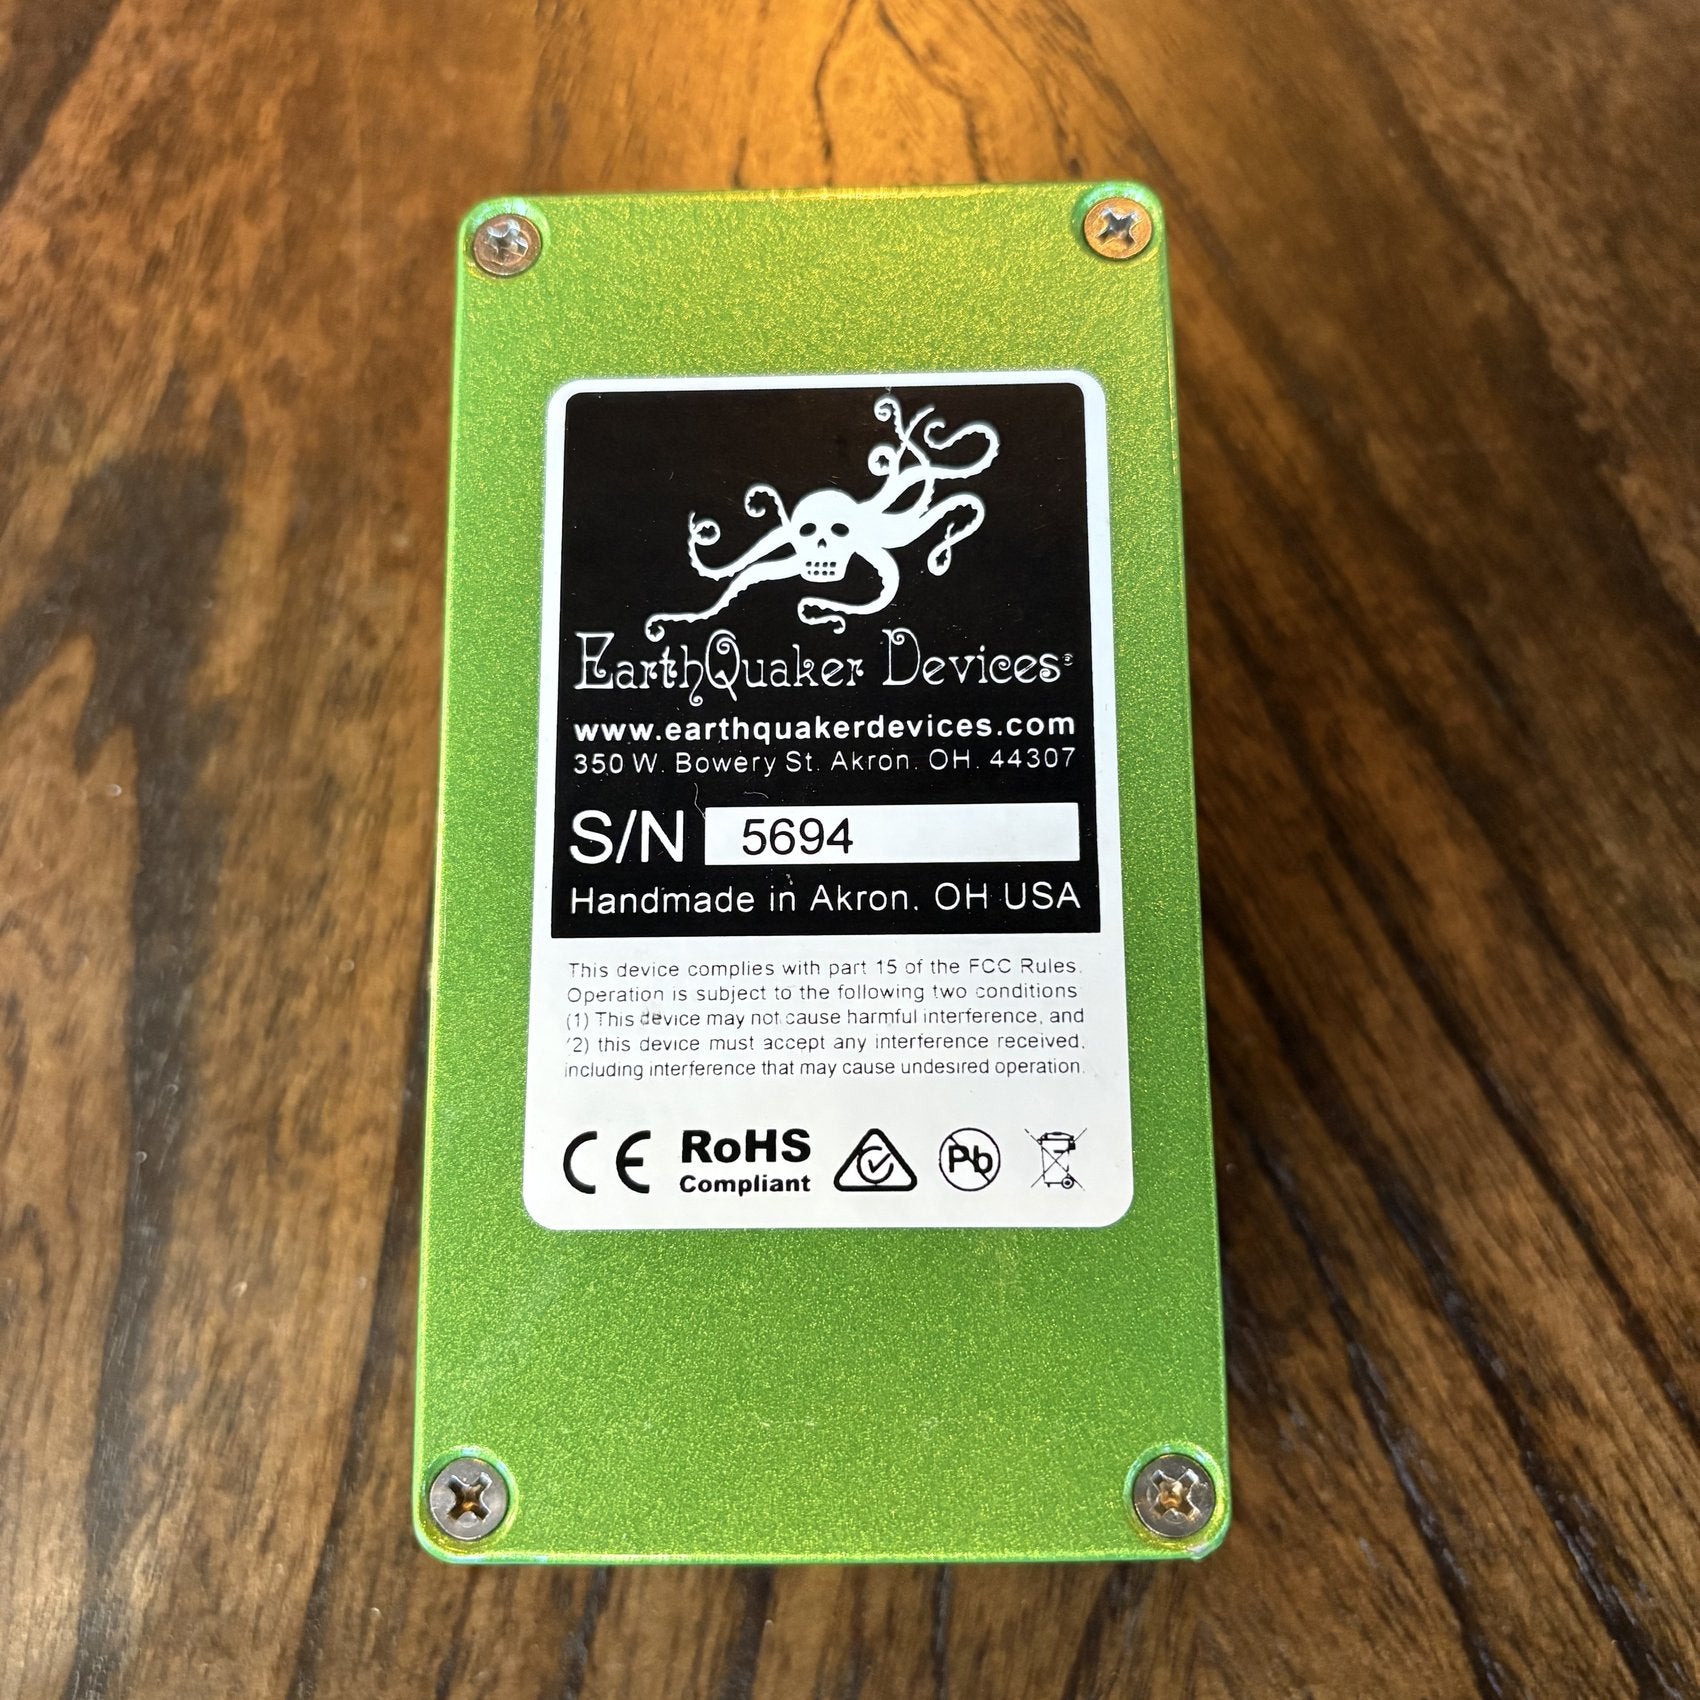 EarthQuaker Devices®
www.earthquakerdevices.com
350 W. Bowery St. Akron. OH. 44307
S/N 5694
Handmade in Akron. OH USA
This device complies with part 15 of the FCC Rules.
Operation is subject to the following two conditions
(1) This device may not cause harmful interference, and
(2) this device must accept any interference received,
including interference that may cause undesired operation.
CE RoHS Pb
Compliant